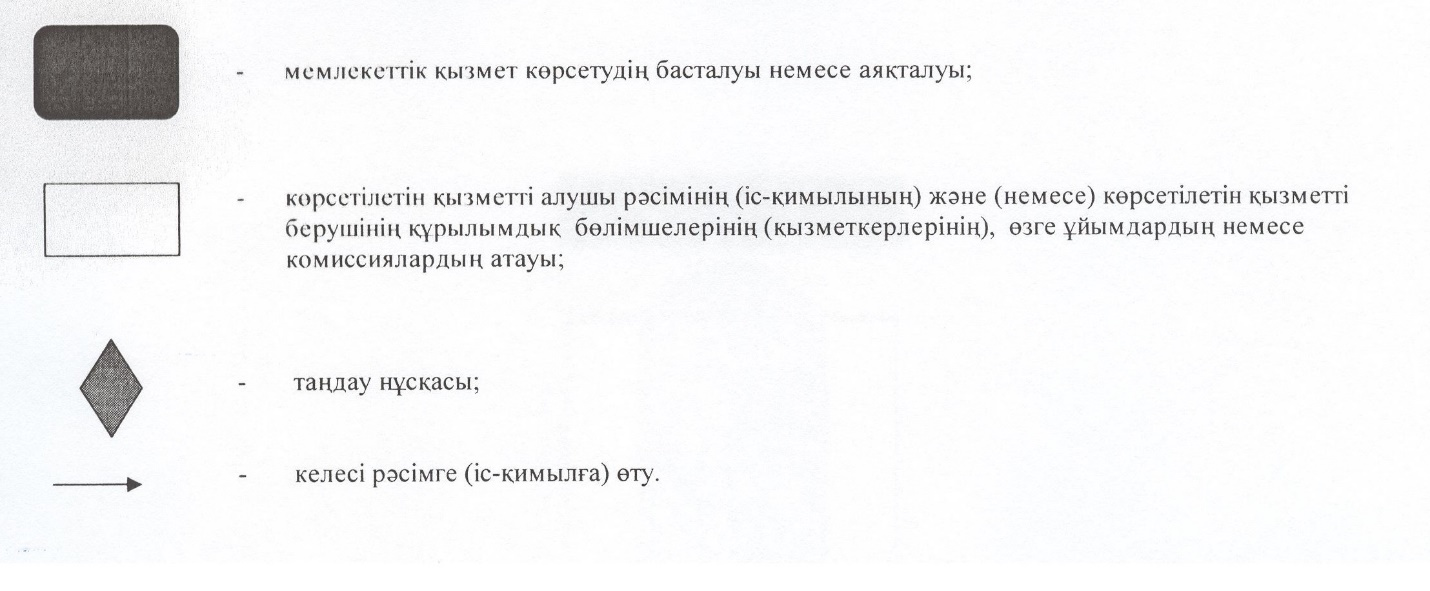 - мемлекеттік қызмет көрсетудің басталуы немесе аяқталуы;
- көрсетілетін қызметті алушы рәсімінің (іс-қимылының) және (немесе) көрсетілетін қызметті
берушінің құрылымдық бөлімшелерінің (қызметкерлерінің), өзге ұйымдардың немесе
комиссиялардың атауы;
- таңдау нұсқасы;
- келесі рәсімге (іс-қимылға) өту.